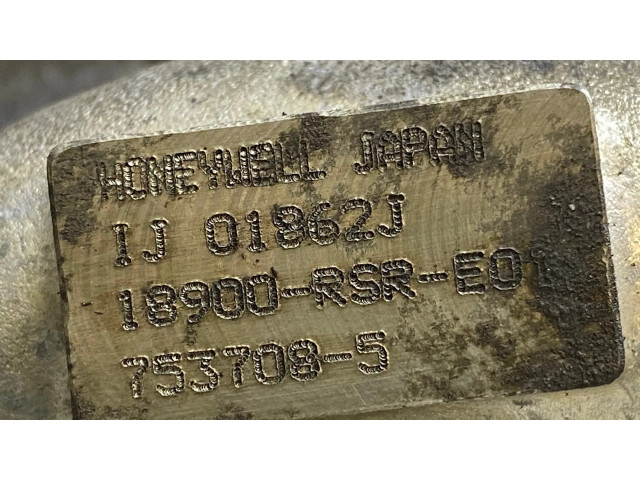 HONEYWELL JAPAN
IJ 01862J
18900-RSR-E01
753708-5